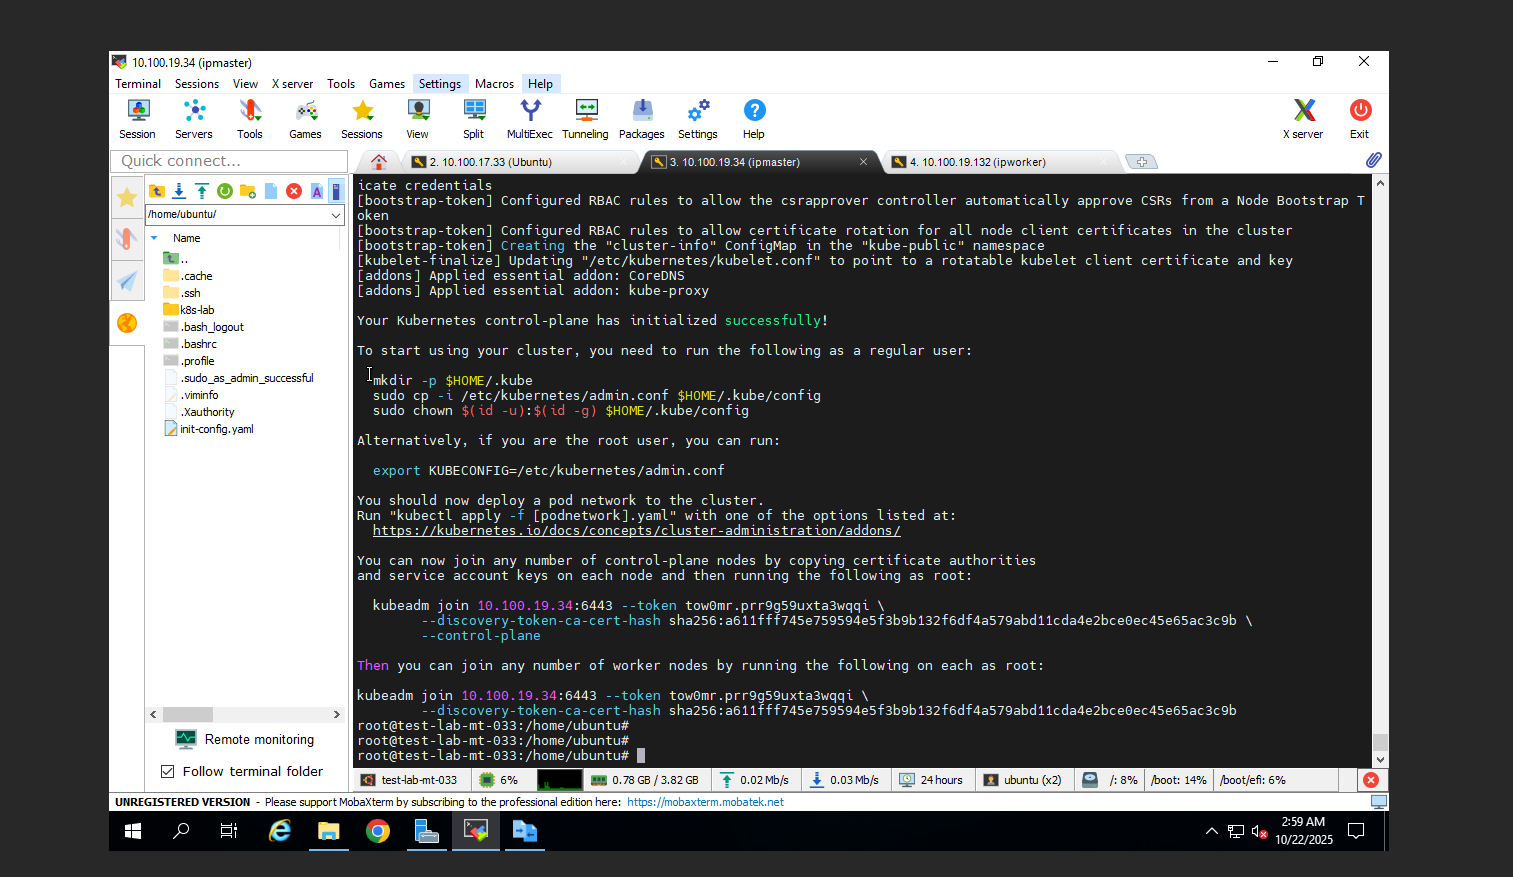 10.100.19.34 (ipmaster)
Terminal Sessions View X server Tools Games Settings Macros Help
Session Servers Tools Games Sessions View Split MultiExec Tunneling Packages Settings Help X server Exit
Quick connect...
2. 10.100.17.33 (Ubuntu)
3. 10.100.19.34 (ipmaster)
4. 10.100.19.132 (ipworker)
/home/ubuntu/
Name
..
.cache
.ssh
k8s-lab
.bash_logout
.bashrc
.profile
.sudo_as_admin_successful
.viminfo
.Xauthority
init-config.yaml
Remote monitoring
Follow terminal folder
icate credentials
[bootstrap-token] Configured RBAC rules to allow the csrapprover controller automatically approve CSRs from a Node Bootstrap T
oken
[bootstrap-token] Configured RBAC rules to allow certificate rotation for all node client certificates in the cluster
[bootstrap-token] Creating the "cluster-info" ConfigMap in the "kube-public" namespace
[kubelet-finalize] Updating "/etc/kubernetes/kubelet.conf" to point to a rotatable kubelet client certificate and key
[addons] Applied essential addon: CoreDNS
[addons] Applied essential addon: kube-proxy
Your Kubernetes control-plane has initialized successfully!
To start using your cluster, you need to run the following as a regular user:
mkdir -p $HOME/.kube
sudo cp -i /etc/kubernetes/admin.conf $HOME/.kube/config
sudo chown $(id -u):$(id -g) $HOME/.kube/config
Alternatively, if you are the root user, you can run:
export KUBECONFIG=/etc/kubernetes/admin.conf
You should now deploy a pod network to the cluster.
Run "kubectl apply -f [podnetwork].yaml" with one of the options listed at:
https://kubernetes.io/docs/concepts/cluster-administration/addons/
You can now join any number of control-plane nodes by copying certificate authorities
and service account keys on each node and then running the following as root:
kubeadm join 10.100.19.34:6443 --token tow0mr.prr9g59uxta3wqqi \
--discovery-token-ca-cert-hash sha256:a611fff745e759594e5f3b9b132f6df4a579abd11cda4e2bce0ec45e65ac3c9b \
--control-plane
Then you can join any number of worker nodes by running the following on each as root:
kubeadm join 10.100.19.34:6443 --token tow0mr.prr9g59uxta3wqqi \
--discovery-token-ca-cert-hash sha256:a611fff745e759594e5f3b9b132f6df4a579abd11cda4e2bce0ec45e65ac3c9b
root@test-lab-mt-033:/home/ubuntu#
root@test-lab-mt-033:/home/ubuntu#
root@test-lab-mt-033:/home/ubuntu#
test-lab-mt-033 6% 0.78 GB / 3.82 GB 0.02 Mb/s 0.03 Mb/s 24 hours ubuntu (x2) /: 8% /boot: 14% /boot/efi: 6%
UNREGISTERED VERSION - Please support MobaXterm by subscribing to the professional edition here: https://mobaxterm.mobatek.net
2:59 AM
10/22/2025